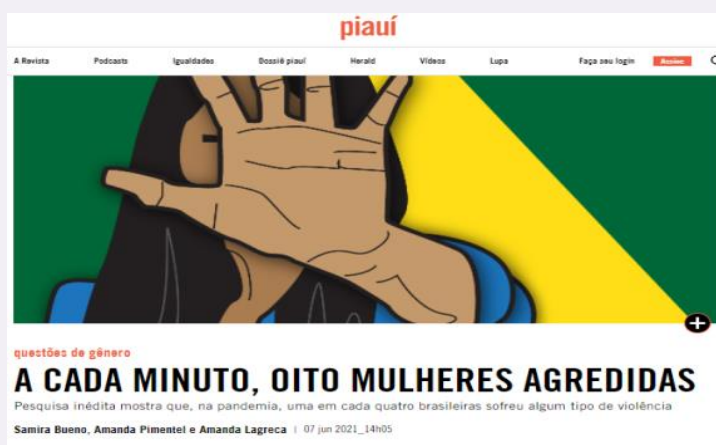 piauí
A Revista Podcasts Igualdades Dossiê piauí Herald Vídeos Lupa Faça seu login Assine
questões de gênero
A CADA MINUTO, OITO MULHERES AGREDIDAS
Pesquisa inédita mostra que, na pandemia, uma em cada quatro brasileiras sofreu algum tipo de violência
Samira Bueno, Amanda Pimentel e Amanda Lagreca | 07 jun 2021_14h05